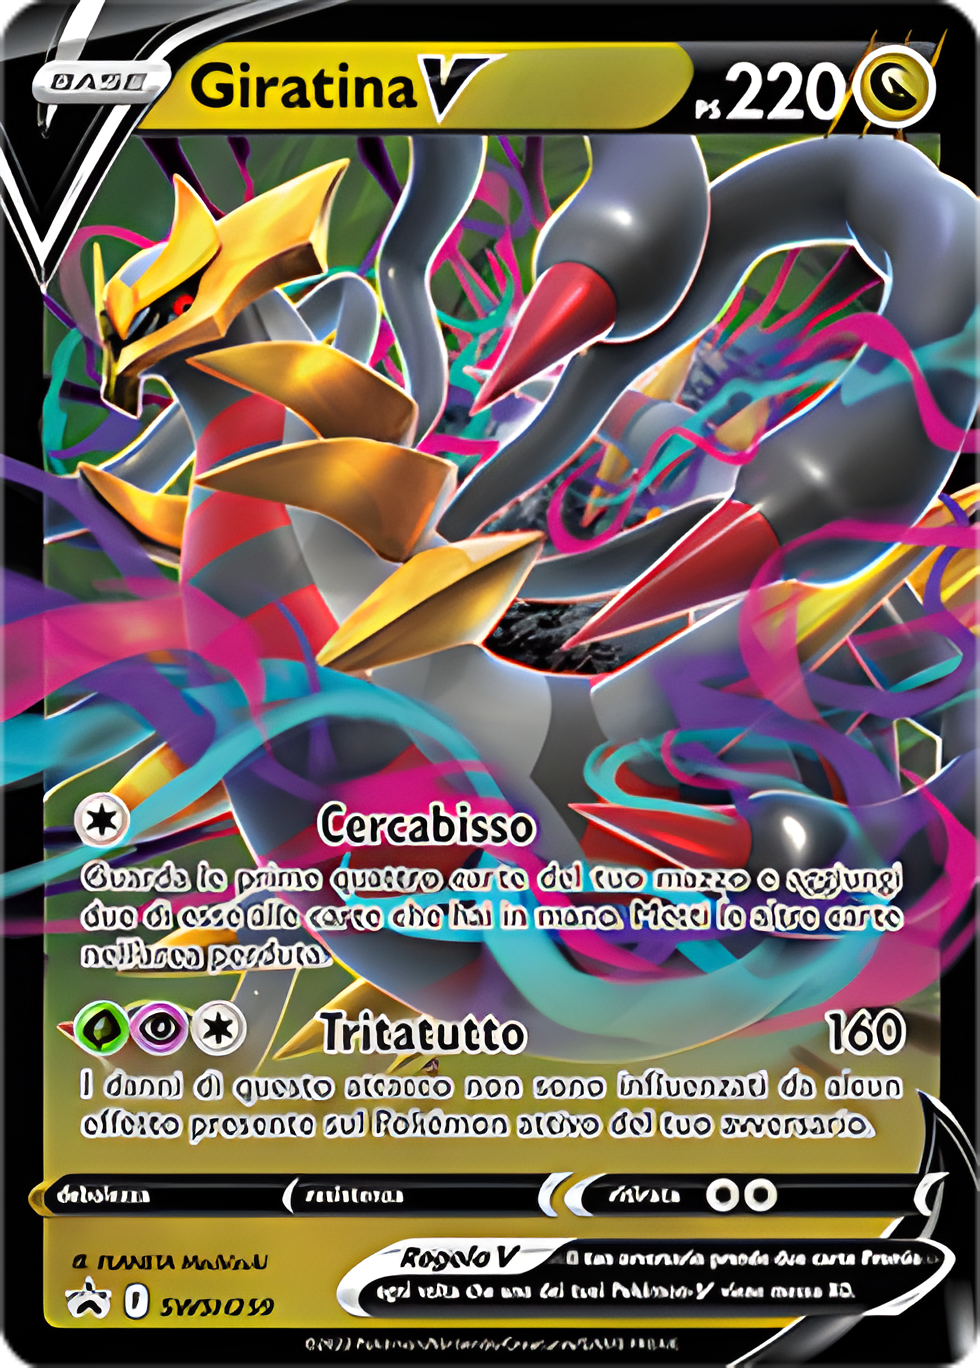 BASE
Giratina V
PS 220
Cercabisso
Guarda le prime quattro carte del tuo mazzo e aggiungi
due di esse alle carte che hai in mano. Metti le altre carte
nell'area perduta.
Tritatutto 160
I danni di questo attacco non sono influenzati da alcun
effetto presente sul Pokémon attivo del tuo avversario.
debolezza resistenza ritirata
Regola V